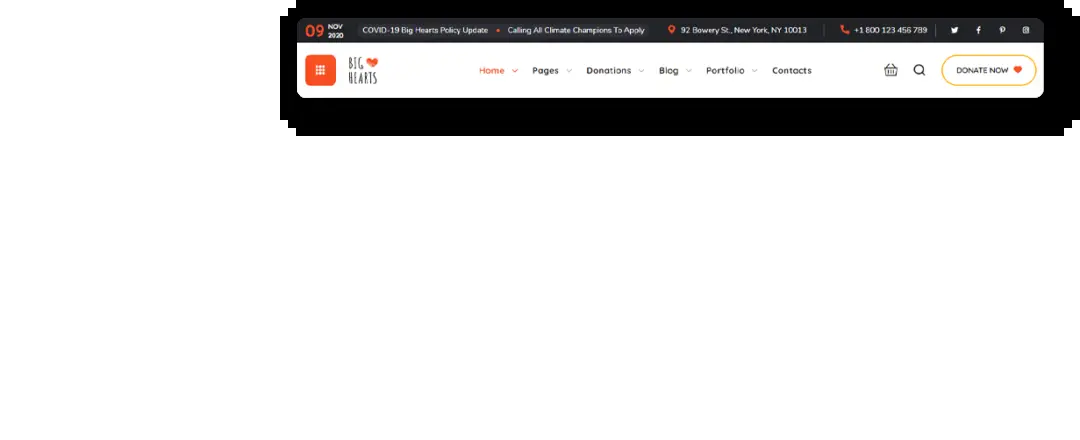 09 NOV 2020 COVID-19 Big Hearts Policy Update • Calling All Climate Champions To Apply 92 Bowery St., New York, NY 10013 +1 800 123 456 789
BIG HEARTS Home Pages Donations Blog Portfolio Contacts DONATE NOW